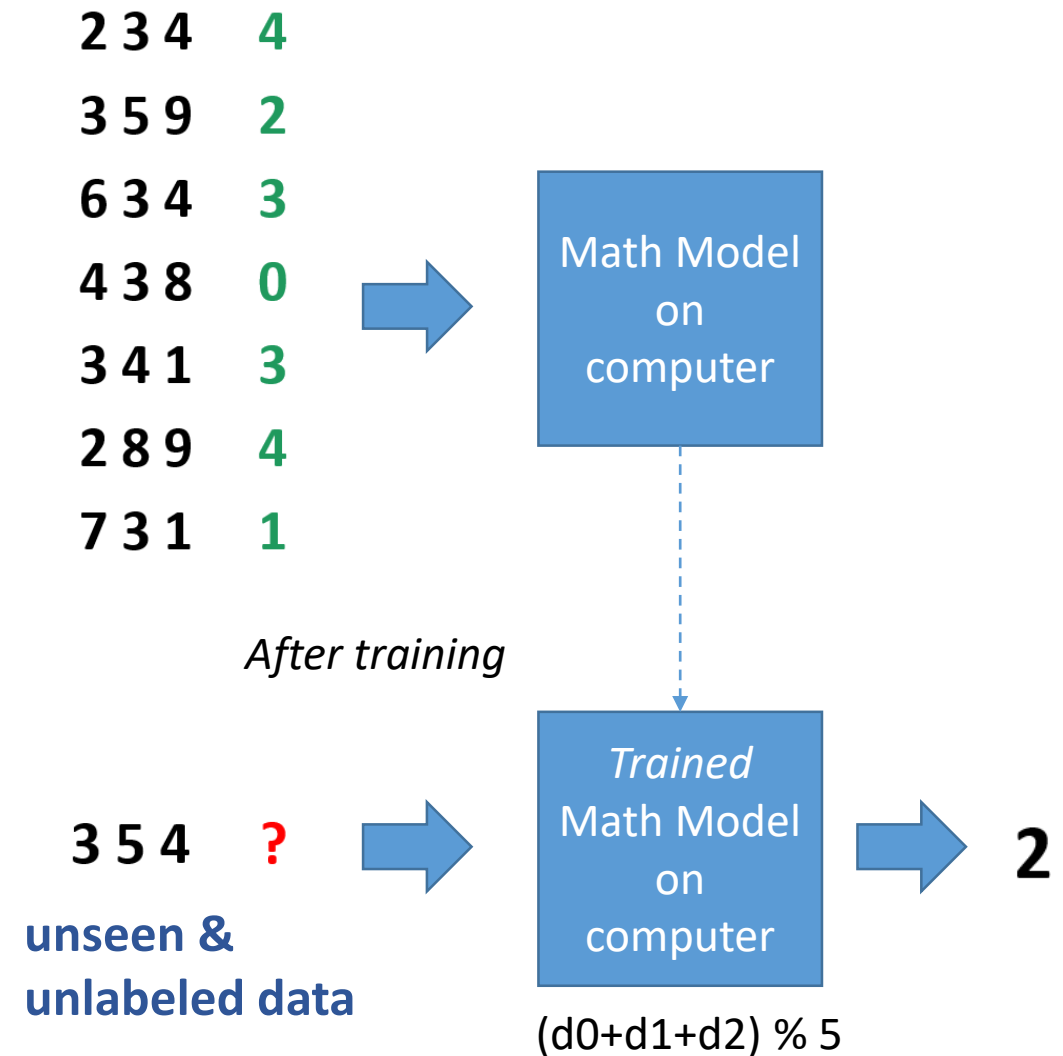 2 3 4 4
3 5 9 2
6 3 4 3
4 3 8 0
3 4 1 3
2 8 9 4
7 3 1 1
Math Model
on
computer
After training
3 5 4 ?
unseen &
unlabeled data
Trained
Math Model
on
computer
2
(d0+d1+d2) % 5